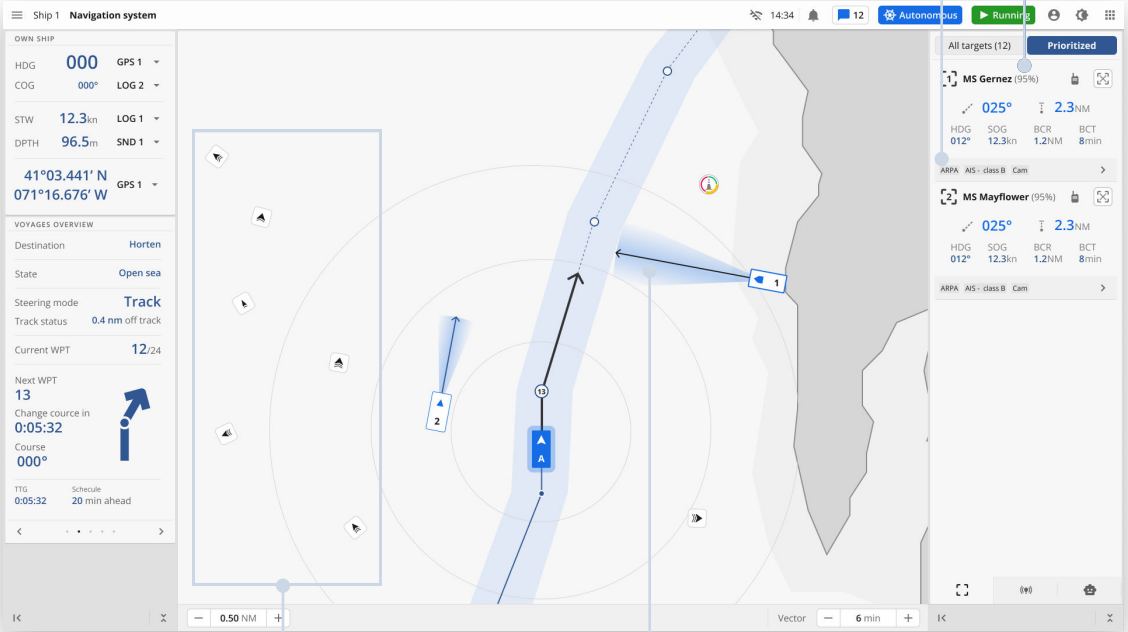 Ship 1 Navigation system
14:34
12
Autonomous
Running
OWN SHIP
HDG 000 GPS 1
COG 000° LOG 2
STW 12.3kn LOG 1
DPTH 96.5m SND 1
41°03.441’ N
071°16.676’ W
GPS 1
VOYAGES OVERVIEW
Destination Horten
State Open sea
Steering mode Track
Track status 0.4 nm off track
Current WPT 12/24
Next WPT
13
Change cource in
0:05:32
Course
000°
TTG Schecule
0:05:32 20 min ahead
13
A
1
2
0.50 NM
Vector 6 min
All targets (12) Prioritized
1 MS Gernez (95%)
025° 2.3NM
HDG SOG BCR BCT
012° 12.3kn 1.2NM 8min
ARPA AIS - class B Cam
2 MS Mayflower (95%)
025° 2.3NM
HDG SOG BCR BCT
012° 12.3kn 1.2NM 8min
ARPA AIS - class B Cam